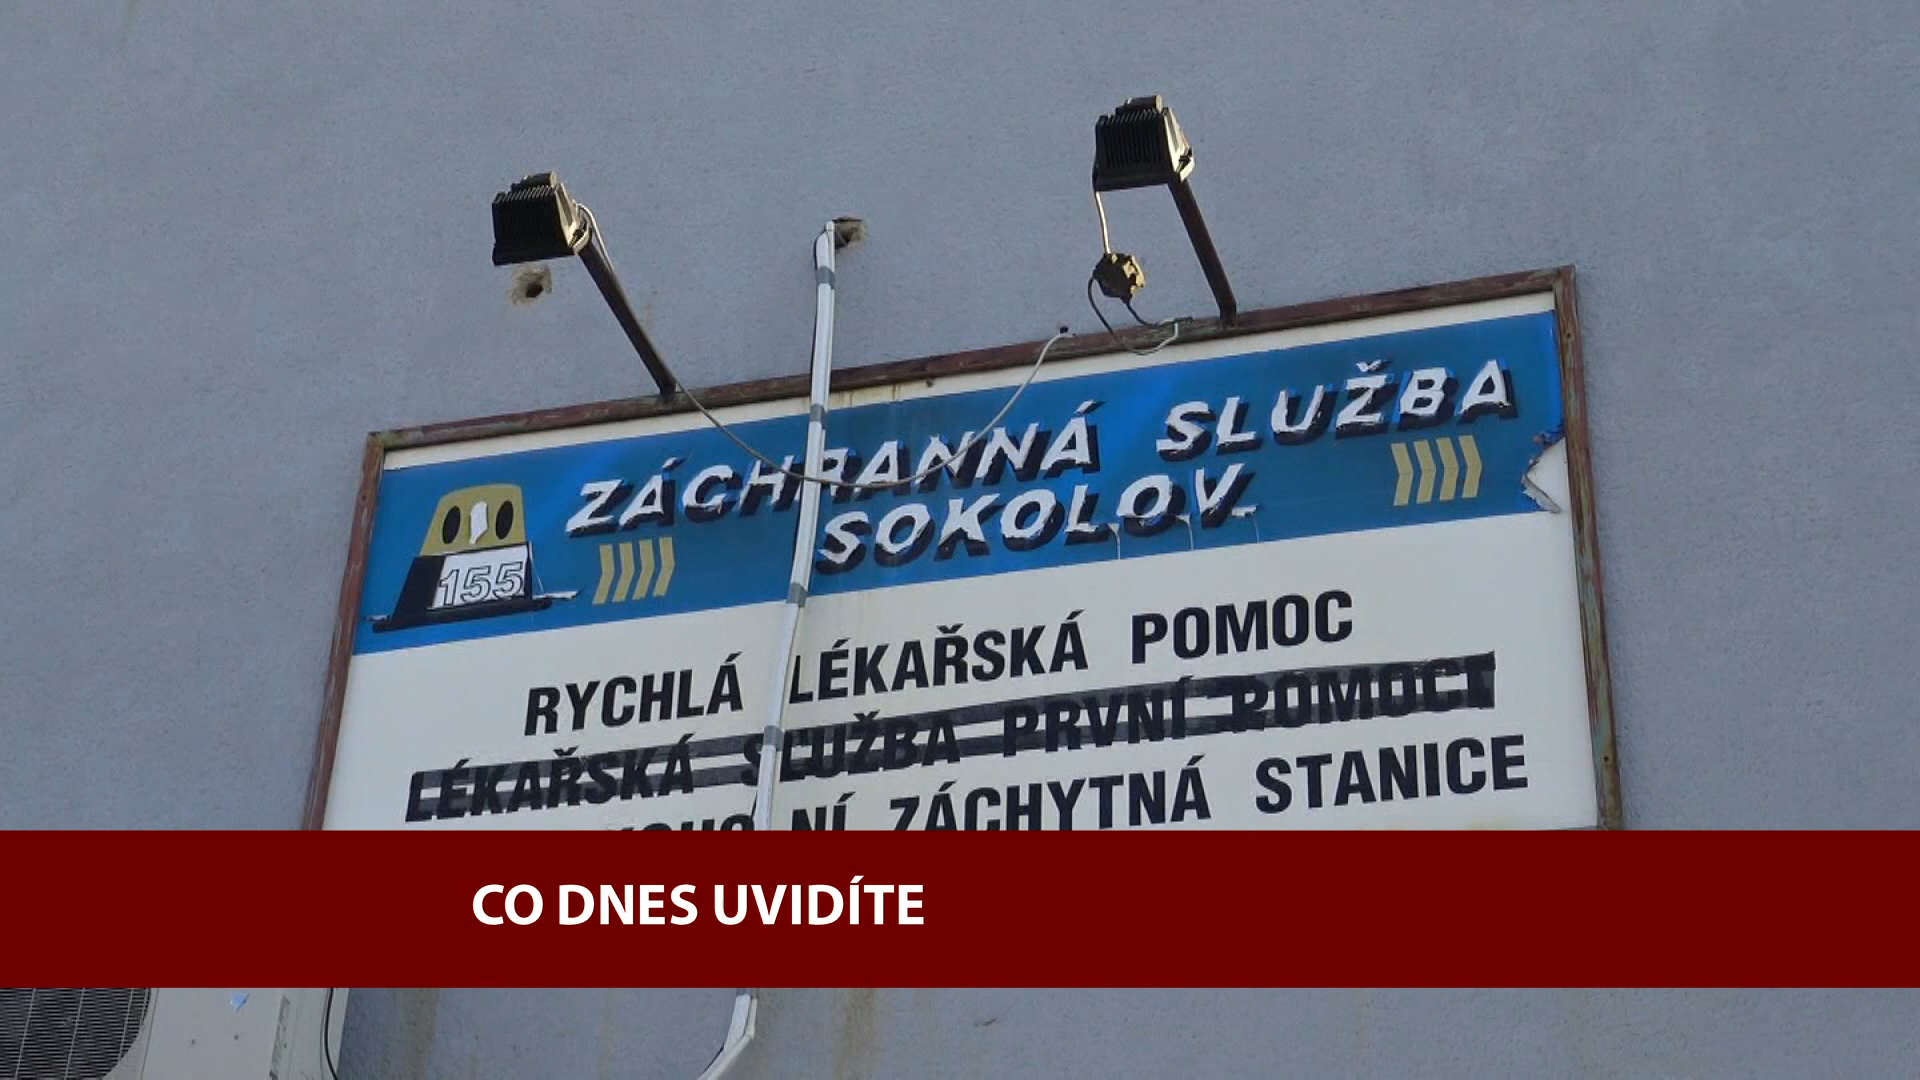 ZÁCHRANNÁ SLUŽBA
SOKOLOV
155
RYCHLÁ LÉKAŘSKÁ POMOC
LÉKAŘSKÁ SLUŽBA PRVNÍ POMOCI
ZÁCHYTNÁ STANICE
CO DNES UVIDÍTE